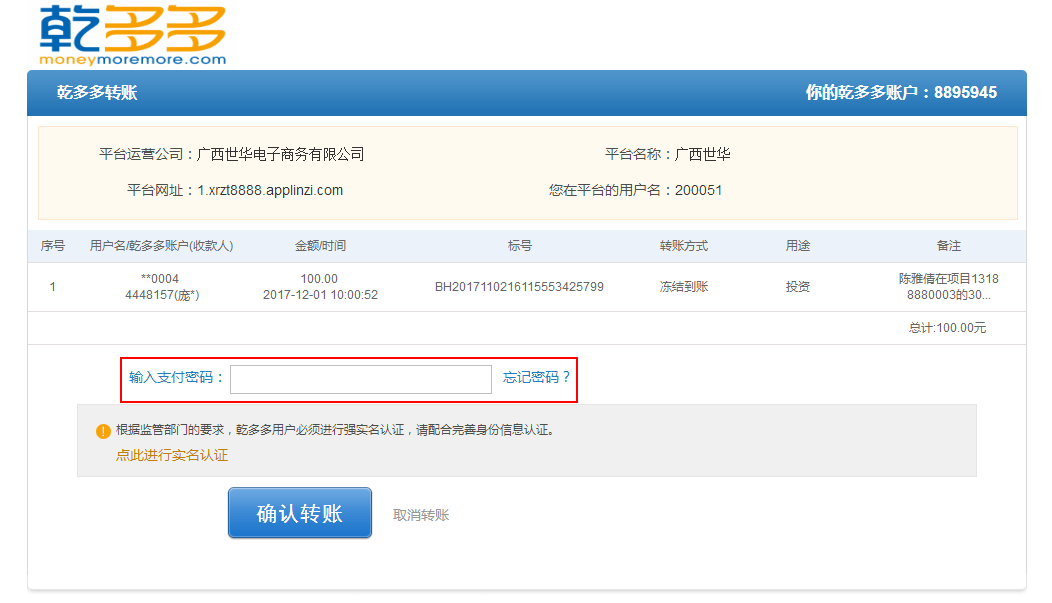 乾多多
moneymoremore.com
乾多多转账 你的乾多多账户：8895945
平台运营公司：广西世华电子商务有限公司 平台名称：广西世华
平台网址：1.xrzt8888.applinzi.com 您在平台的用户名：200051
序号 用户名/乾多多账户(收款人) 金额/时间 标号 转账方式 用途 备注
1 **0004 100.00 BH2017110216115553425799 冻结到账 投资 陈雅倩在项目1318
4448157(庞*) 2017-12-01 10:00:52 8880003的30...
总计:100.00元
输入支付密码： 忘记密码？
根据监管部门的要求，乾多多用户必须进行强实名认证，请配合完善身份信息认证。
点此进行实名认证
确认转账 取消转账